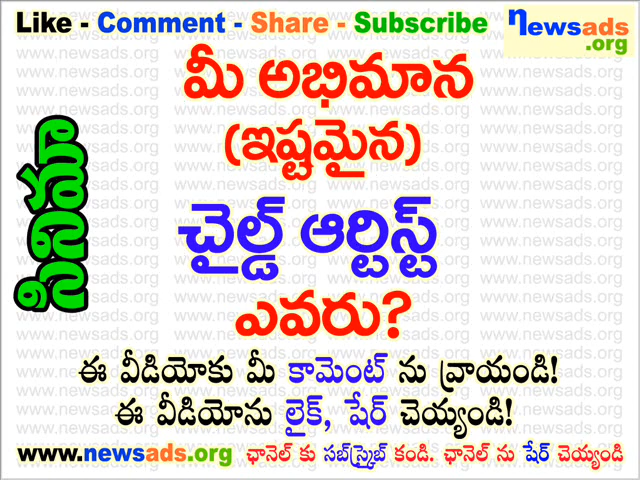 Like - Comment - Share - Subscribe
newsads
.org
మీ అభిమాన
(ఇష్టమైన)
చైల్డ్ ఆర్టిస్ట్
ఎవరు?
సినిమా
ఈ వీడియోకు మీ కామెంట్ ను వ్రాయండి!
ఈ వీడియోను లైక్, షేర్ చెయ్యండి!
www.newsads.org ఛానెల్ కు సబ్‌స్క్రైబ్ కండి. ఛానెల్ ను షేర్ చెయ్యండి